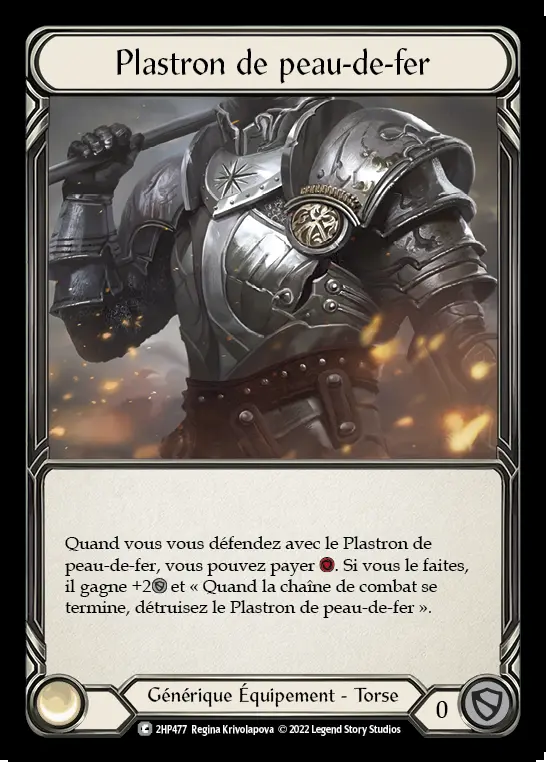 Plastron de peau-de-fer
Quand vous vous défendez avec le Plastron de
peau-de-fer, vous pouvez payer . Si vous le faites,
il gagne +2 et « Quand la chaîne de combat se
termine, détruisez le Plastron de peau-de-fer ».
Générique Équipement - Torse
0
C 2HP477 Regina Krivolapova © 2022 Legend Story Studios